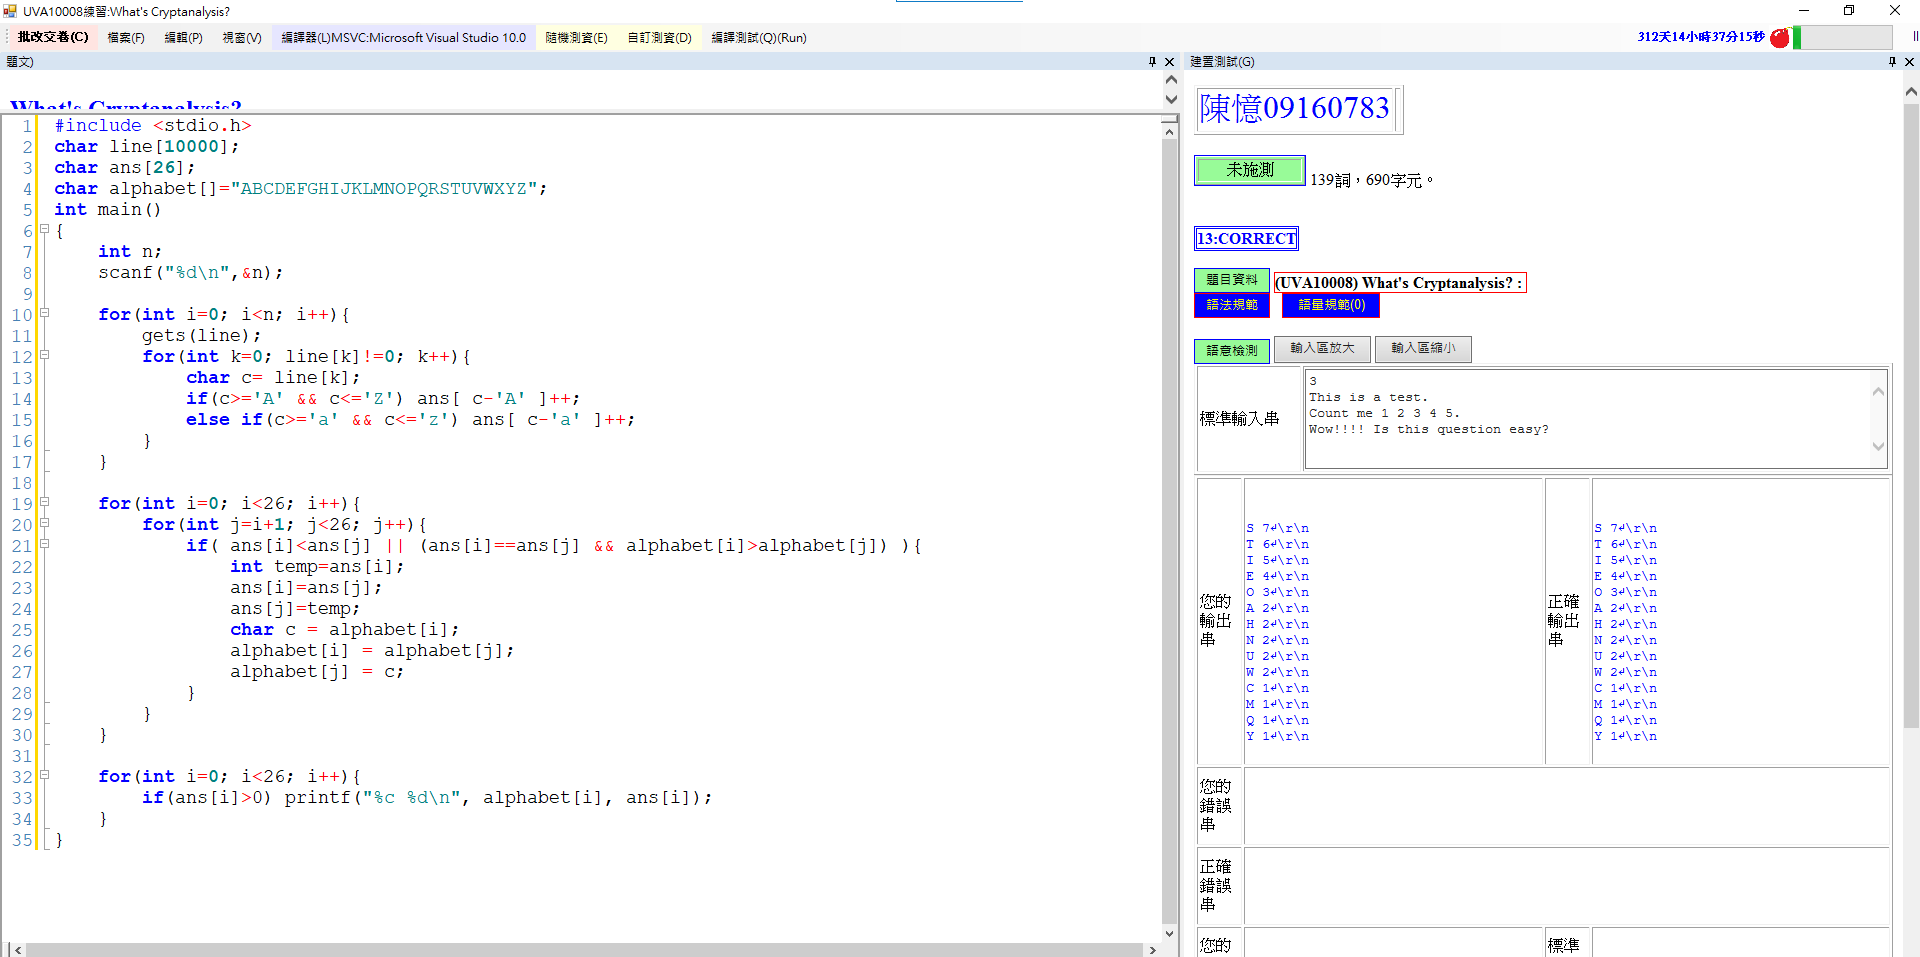 UVA10008練習:What's Cryptanalysis?
批改交卷(C) 檔案(F) 編輯(P) 視窗(V) 編譯器(L)MSVC:Microsoft Visual Studio 10.0 隨機測資(E) 自訂測資(D) 編譯測試(Q)(Run) 312天14小時37分15秒
題文)
What's Cryptanalysis?
1 #include <stdio.h>
2 char line[10000];
3 char ans[26];
4 char alphabet[]="ABCDEFGHIJKLMNOPQRSTUVWXYZ";
5 int main()
6 {
7 int n;
8 scanf("%d\n",&n);
9
10 for(int i=0; i<n; i++){
11 gets(line);
12 for(int k=0; line[k]!=0; k++){
13 char c= line[k];
14 if(c>='A' && c<='Z') ans[ c-'A' ]++;
15 else if(c>='a' && c<='z') ans[ c-'a' ]++;
16 }
17 }
18
19 for(int i=0; i<26; i++){
20 for(int j=i+1; j<26; j++){
21 if( ans[i]<ans[j] || (ans[i]==ans[j] && alphabet[i]>alphabet[j]) ){
22 int temp=ans[i];
23 ans[i]=ans[j];
24 ans[j]=temp;
25 char c = alphabet[i];
26 alphabet[i] = alphabet[j];
27 alphabet[j] = c;
28 }
29 }
30 }
31
32 for(int i=0; i<26; i++){
33 if(ans[i]>0) printf("%c %d\n", alphabet[i], ans[i]);
34 }
35 }
建置測試(G)
陳憶09160783
未施測 139詞，690字元。
13:CORRECT
題目資料 (UVA10008) What's Cryptanalysis? :
語法規範 語量規範(0)
語意檢測 輸入區放大 輸入區縮小
標準輸入串
3
This is a test.
Count me 1 2 3 4 5.
Wow!!!! Is this question easy?
您的輸出串
S 7↲\r\n
T 6↲\r\n
I 5↲\r\n
E 4↲\r\n
O 3↲\r\n
A 2↲\r\n
H 2↲\r\n
N 2↲\r\n
U 2↲\r\n
W 2↲\r\n
C 1↲\r\n
M 1↲\r\n
Q 1↲\r\n
Y 1↲\r\n
正確輸出串
S 7↲\r\n
T 6↲\r\n
I 5↲\r\n
E 4↲\r\n
O 3↲\r\n
A 2↲\r\n
H 2↲\r\n
N 2↲\r\n
U 2↲\r\n
W 2↲\r\n
C 1↲\r\n
M 1↲\r\n
Q 1↲\r\n
Y 1↲\r\n
您的錯誤串
正確錯誤串
您的
標準